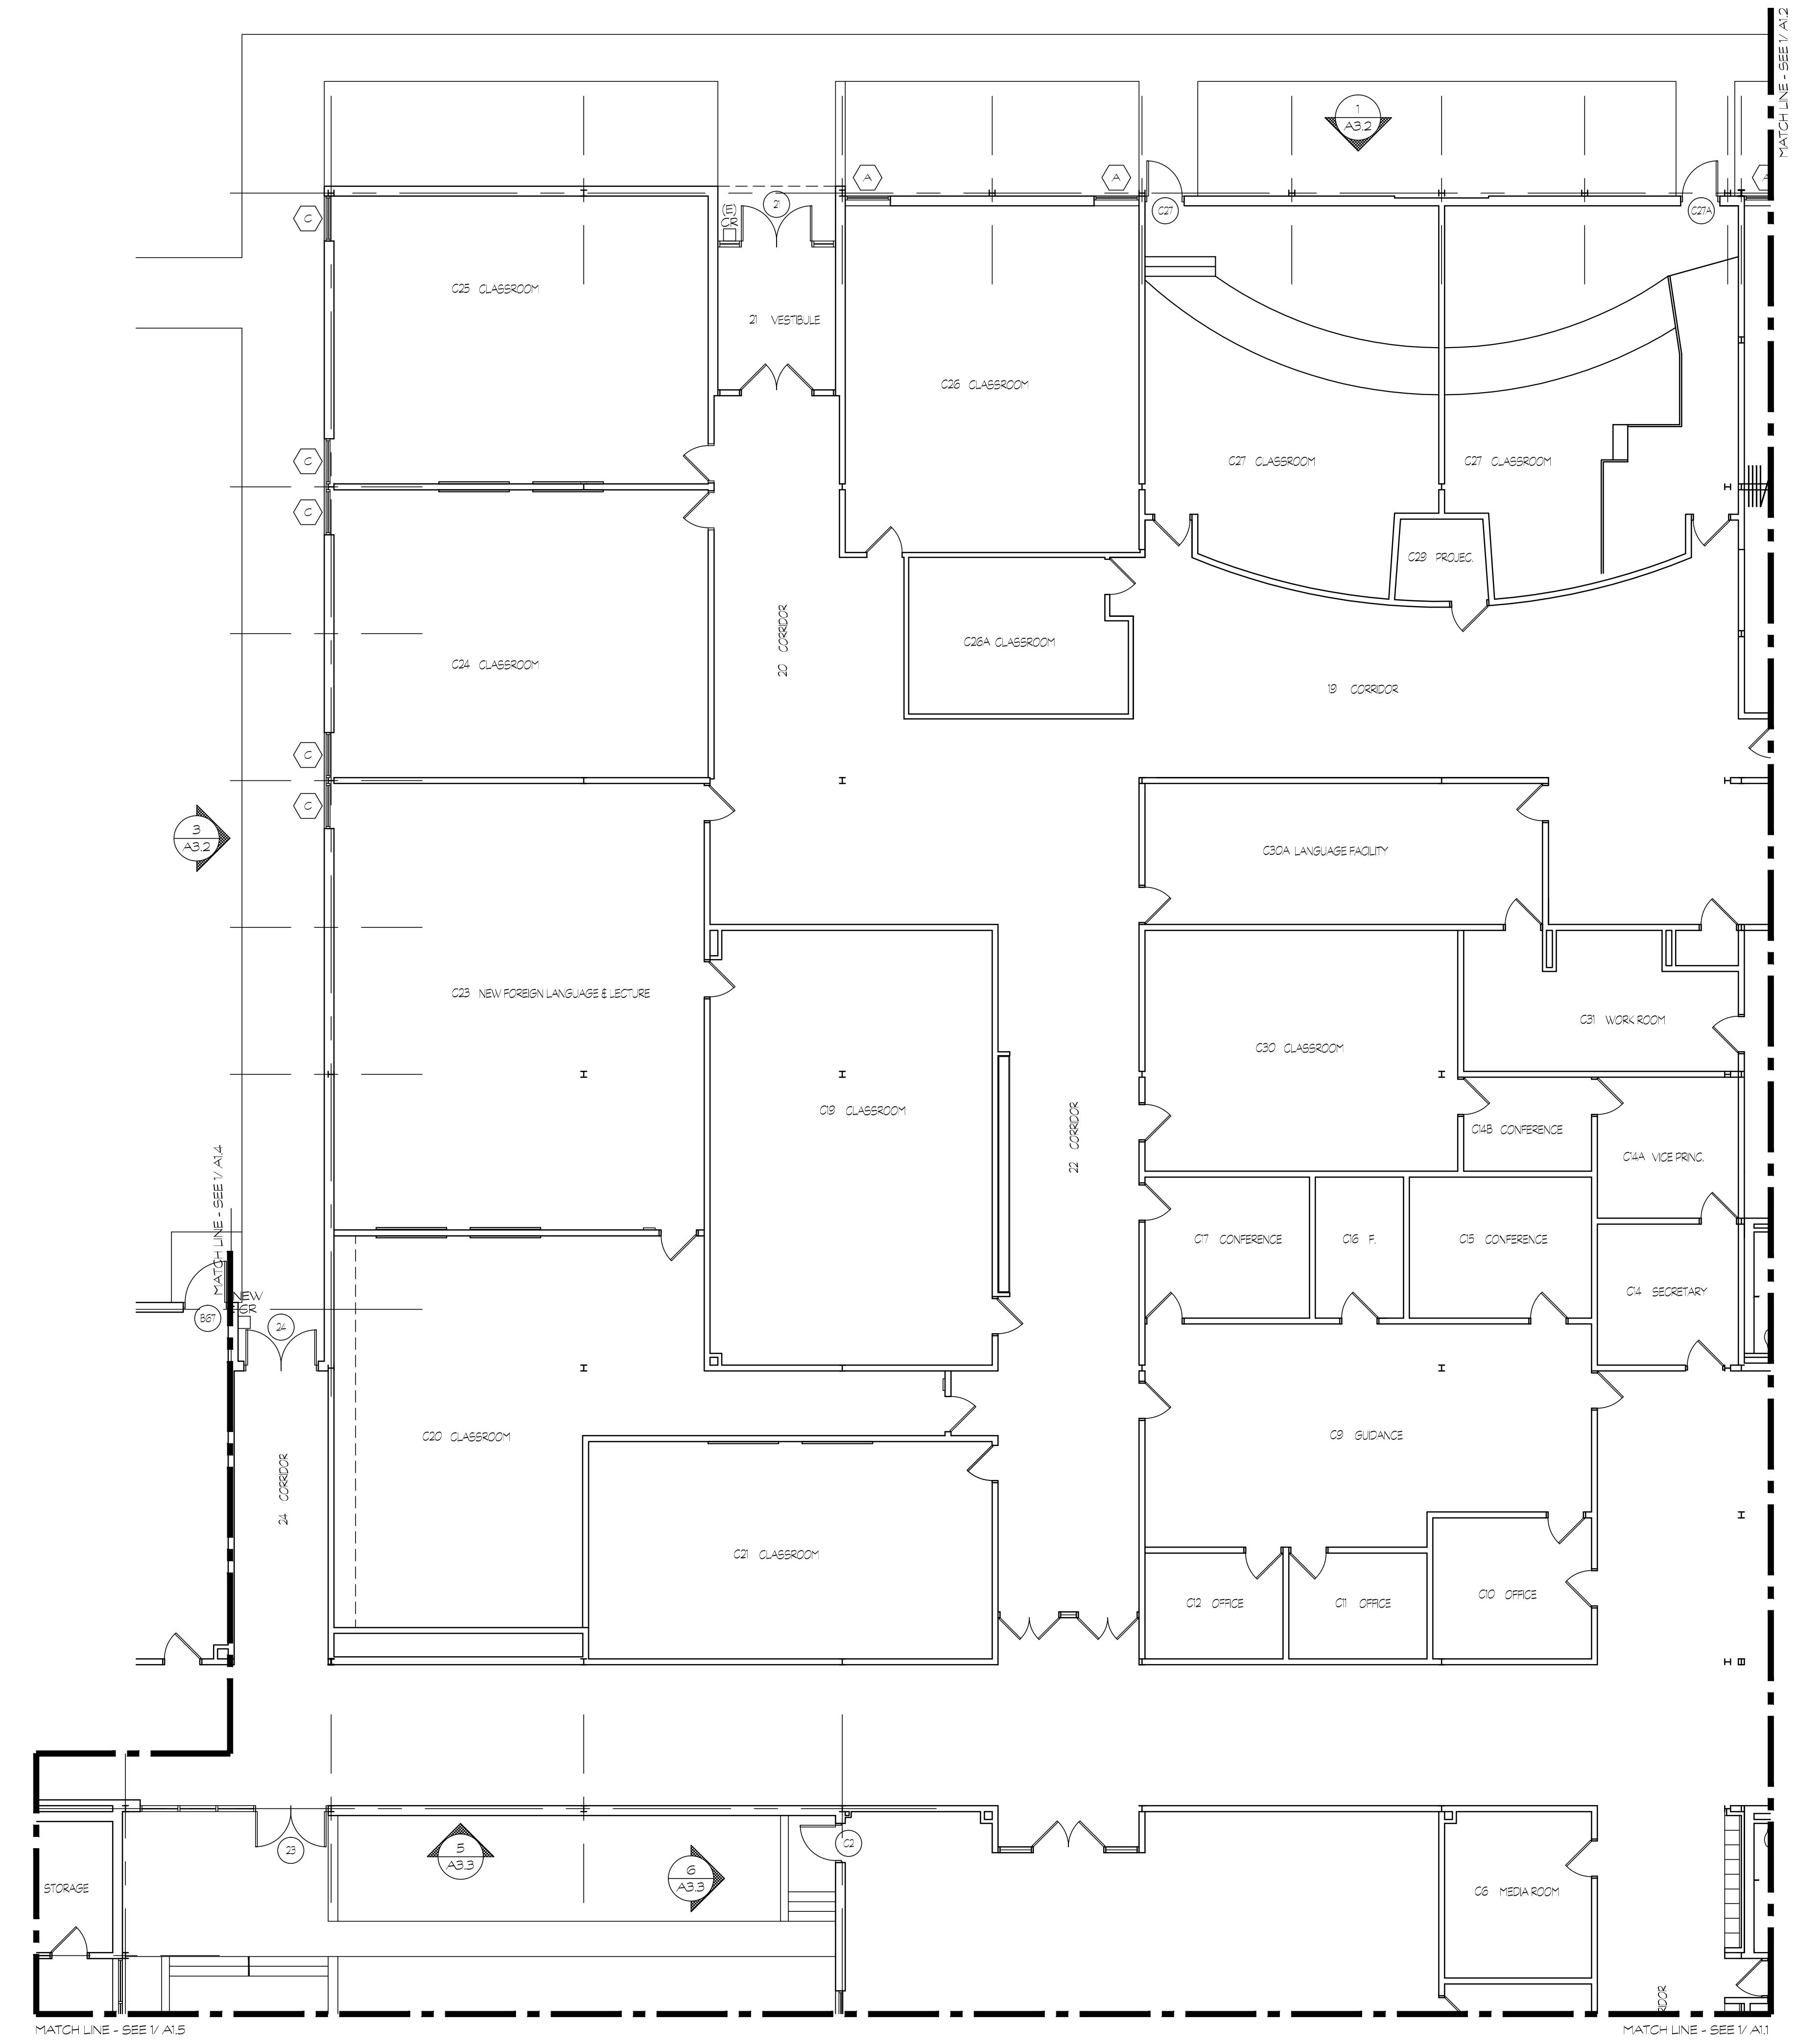 MATCH LINE - SEE 1/ A1.2
1
A3.2
A
A
A
C
(E)
CR
21
C27
C27A
C25 CLASSROOM
21 VESTIBULE
C26 CLASSROOM
C
C27 CLASSROOM
C27 CLASSROOM
C
C29 PROJEC.
20 CORRIDOR
C26A CLASSROOM
C24 CLASSROOM
19 CORRIDOR
C
C
3
A3.2
C30A LANGUAGE FACILITY
C23 NEW FOREIGN LANGUAGE & LECTURE
C31 WORK ROOM
C30 CLASSROOM
C19 CLASSROOM
22 CORRIDOR
C14B CONFERENCE
C14A VICE PRINC.
MATCH LINE - SEE 1/ A1.4
C17 CONFERENCE
C16 F.
C15 CONFERENCE
C14 SECRETARY
NEW
CR
B67
24
C20 CLASSROOM
C9 GUIDANCE
24 CORRIDOR
C21 CLASSROOM
C12 OFFICE
C11 OFFICE
C10 OFFICE
23
5
A3.3
6
A3.3
C2
STORAGE
C6 MEDIA ROOM
RIDOR
MATCH LINE - SEE 1/ A1.5
MATCH LINE - SEE 1/ A1.1